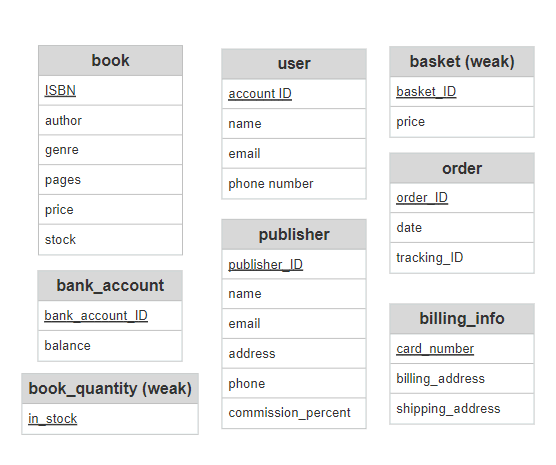 book
ISBN
author
genre
pages
price
stock
bank_account
bank_account_ID
balance
book_quantity (weak)
in_stock
user
account ID
name
email
phone number
publisher
publisher_ID
name
email
address
phone
commission_percent
basket (weak)
basket_ID
price
order
order_ID
date
tracking_ID
billing_info
card_number
billing_address
shipping_address